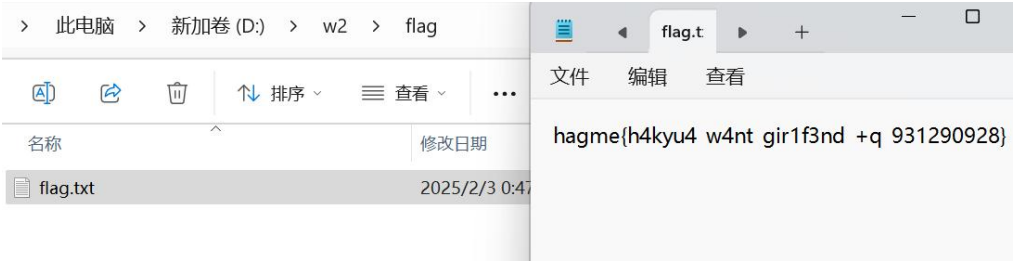 > 此电脑 > 新加卷 (D:) > w2 > flag
排序 查看 ...
名称 修改日期
flag.txt 2025/2/3 0:47
flag.t
文件 编辑 查看
hagme{h4kyu4 w4nt gir1f3nd +q 931290928}